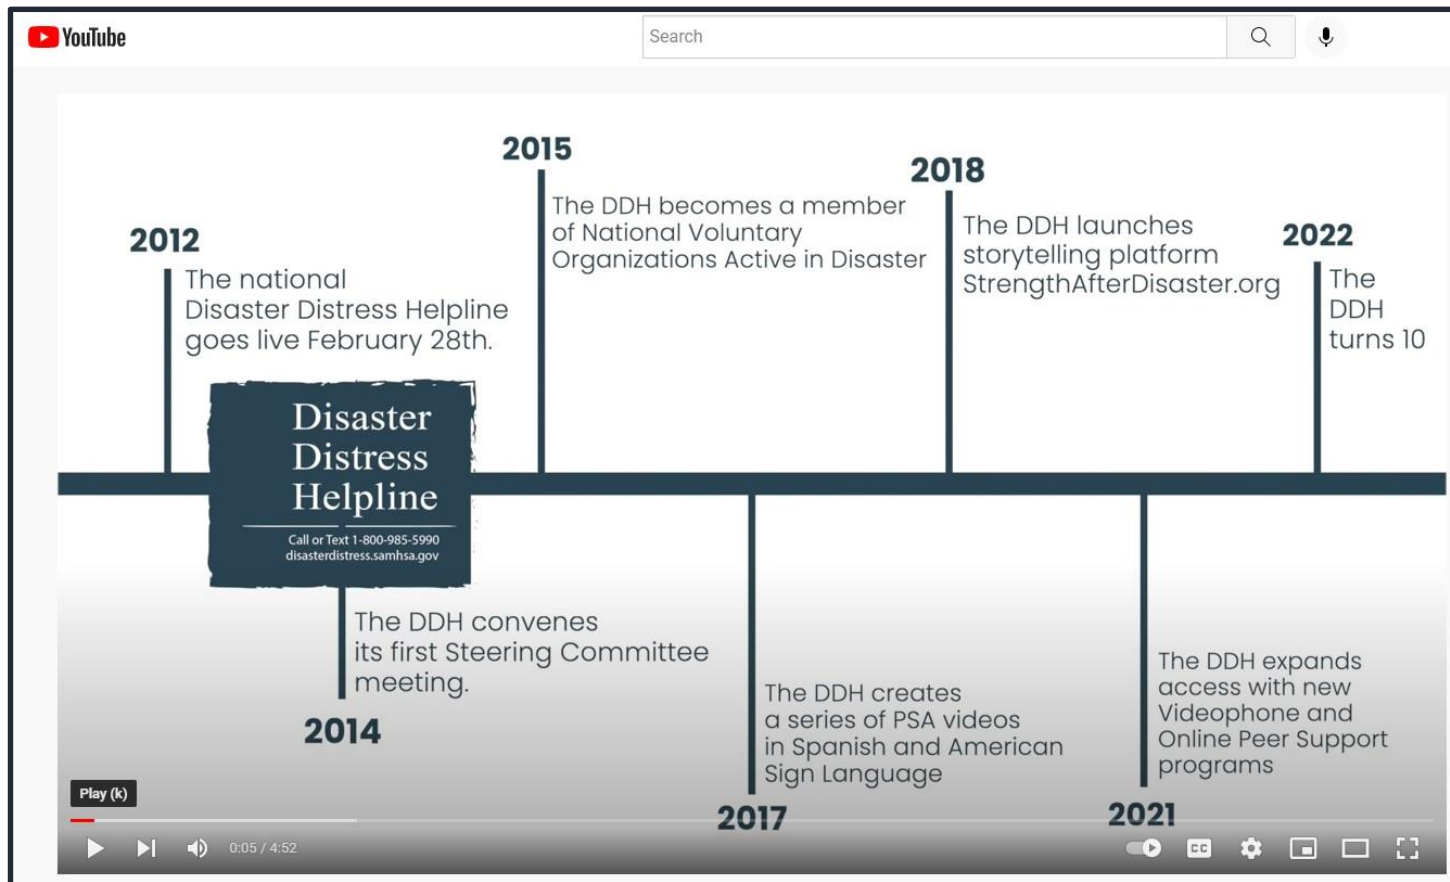 YouTube
Search
2012
The national
Disaster Distress Helpline
goes live February 28th.
2015
The DDH becomes a member
of National Voluntary
Organizations Active in Disaster
2018
The DDH launches
storytelling platform
StrengthAfterDisaster.org
2022
The
DDH
turns 10
Disaster
Distress
Helpline
Call or Text 1-800-985-5990
disasterdistress.samhsa.gov
The DDH convenes
its first Steering Committee
meeting.
2014
The DDH creates
a series of PSA videos
in Spanish and American
Sign Language
2017
The DDH expands
access with new
Videophone and
Online Peer Support
programs
2021
Play (k)
0:05 / 4:52
CC